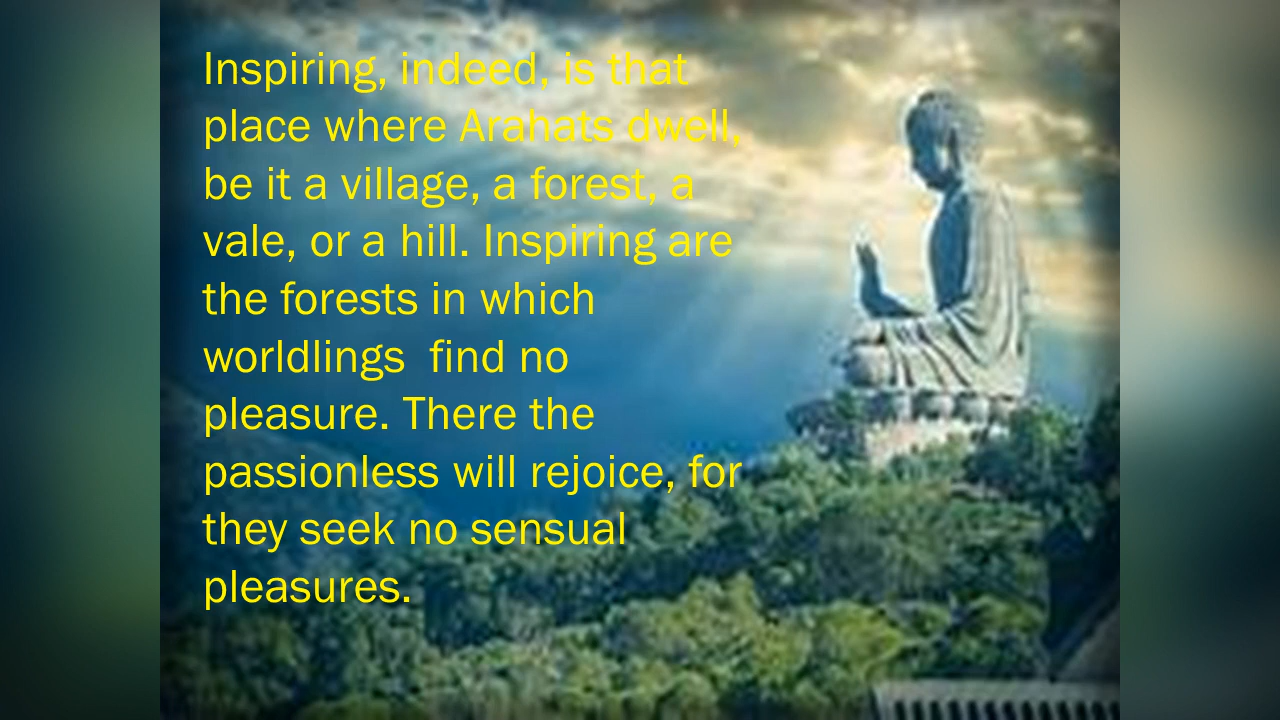 Inspiring, indeed, is that
place where Arahats dwell,
be it a village, a forest, a
vale, or a hill. Inspiring are
the forests in which
worldlings  find no
pleasure. There the
passionless will rejoice, for
they seek no sensual
pleasures.